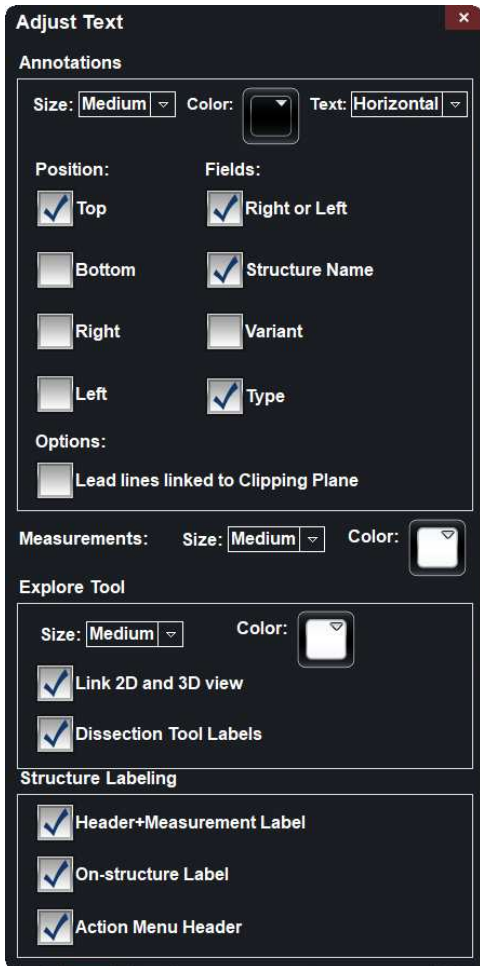 Adjust Text
Annotations
Size: Medium Color: Text: Horizontal
Position: Fields:
Top Right or Left
Bottom Structure Name
Right Variant
Left Type
Options:
Lead lines linked to Clipping Plane
Measurements: Size: Medium Color:
Explore Tool
Size: Medium Color:
Link 2D and 3D view
Dissection Tool Labels
Structure Labeling
Header+Measurement Label
On-structure Label
Action Menu Header